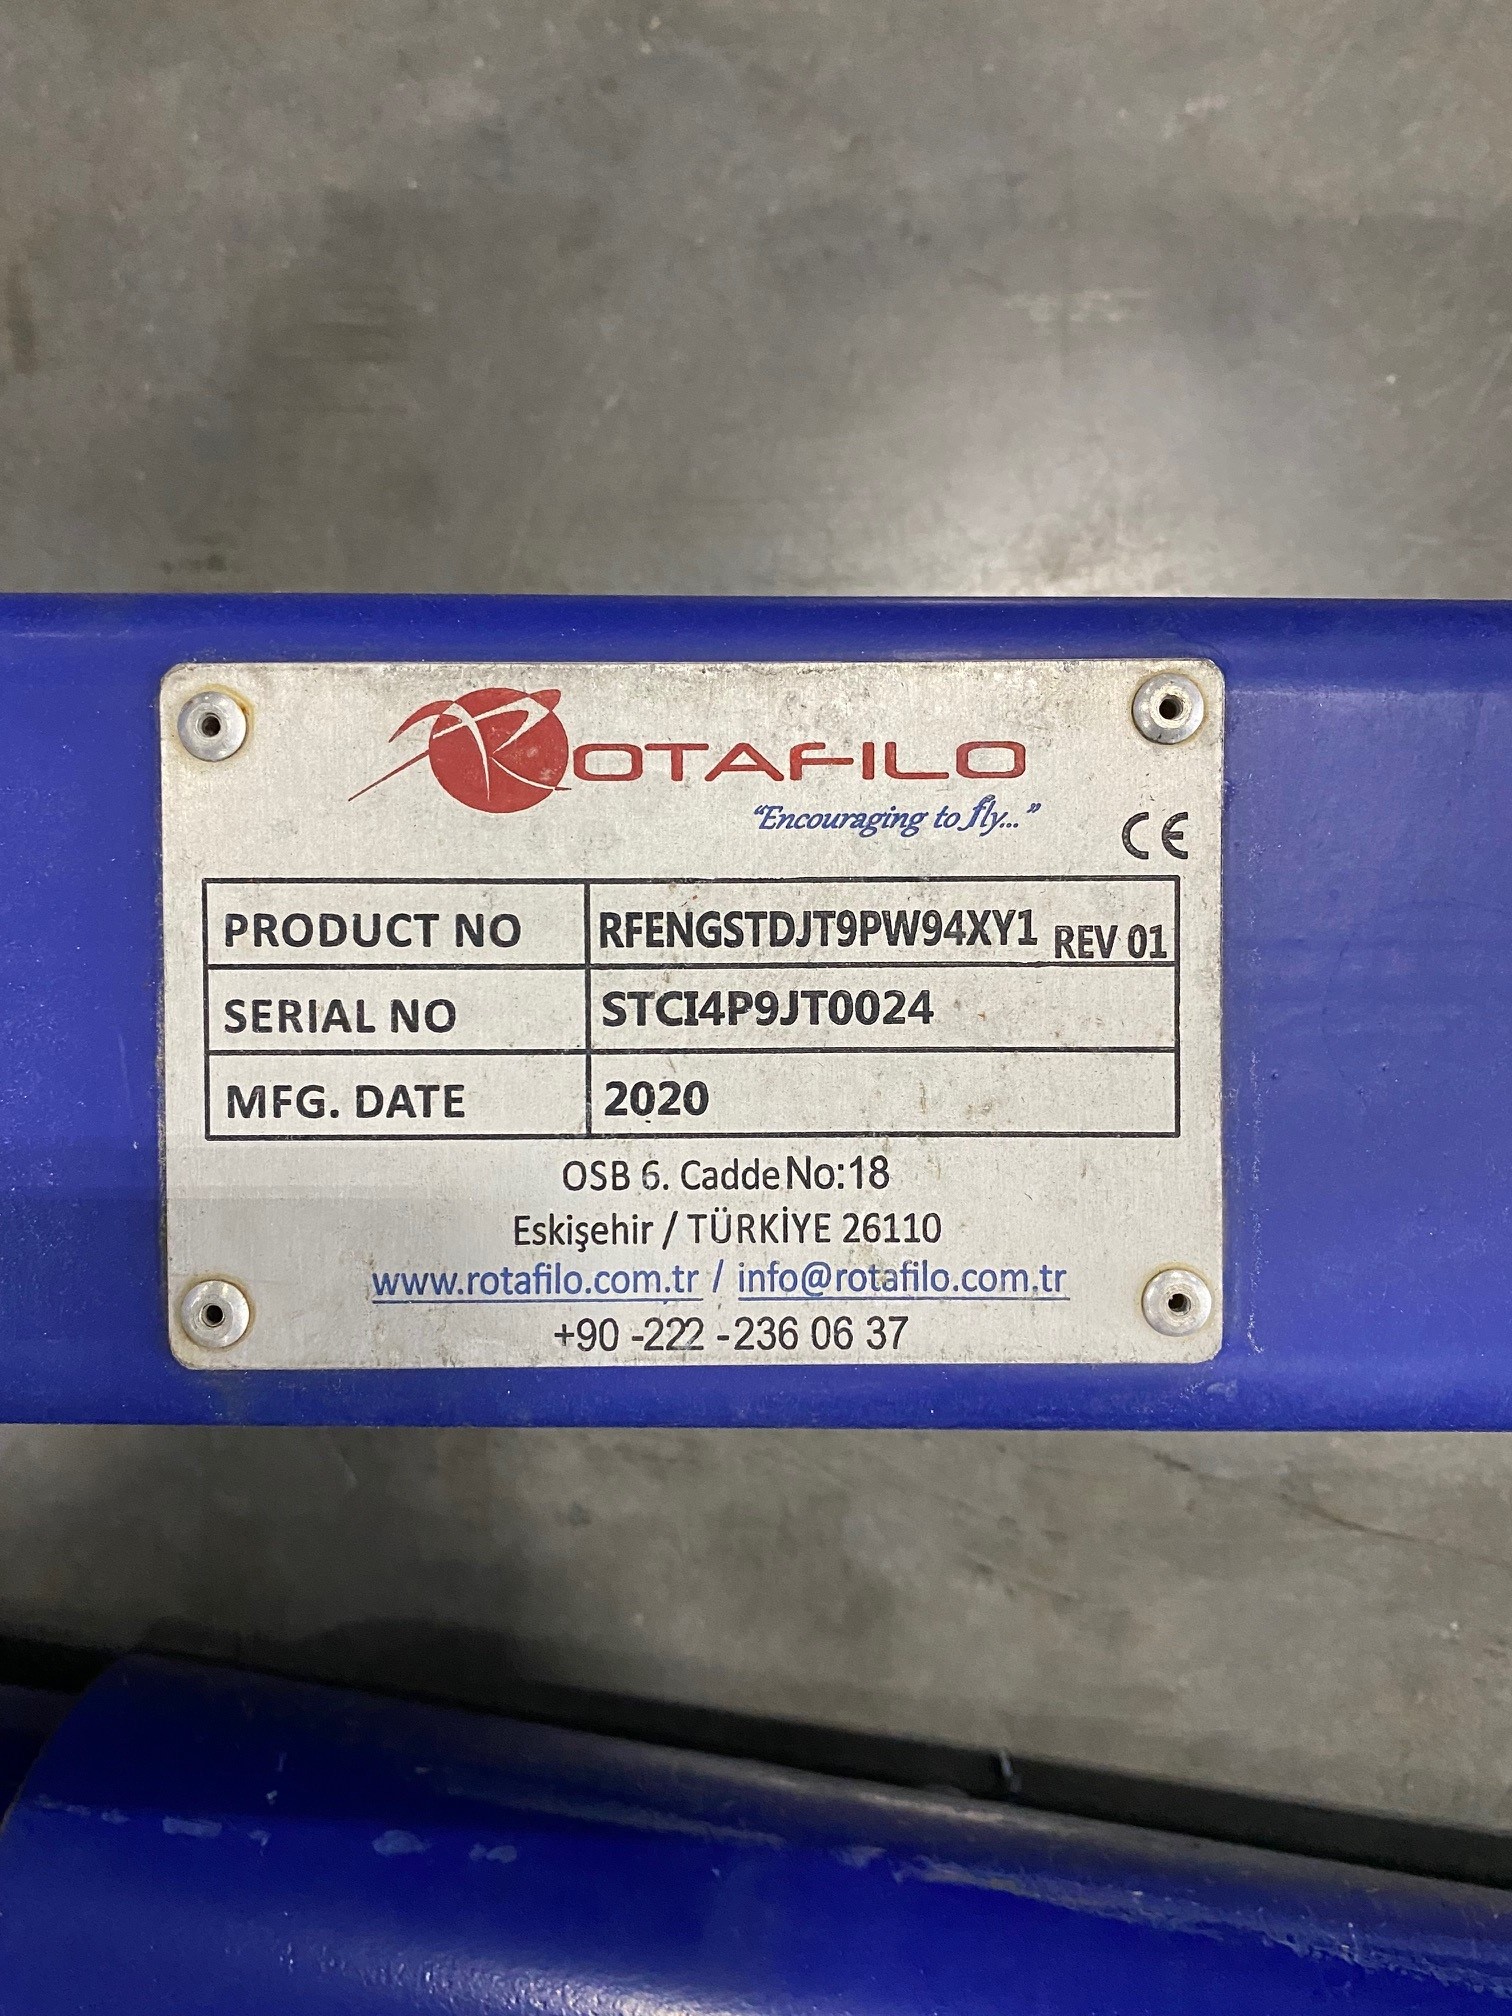 ROTAFILO
"Encouraging to fly..."
CE
PRODUCT NO RFENGSTDJT9PW94XY1 REV 01
SERIAL NO STCI4P9JT0024
MFG. DATE 2020
OSB 6. Cadde No:18
Eskişehir / TÜRKİYE 26110
www.rotafilo.com.tr / info@rotafilo.com.tr
+90 -222 -236 06 37